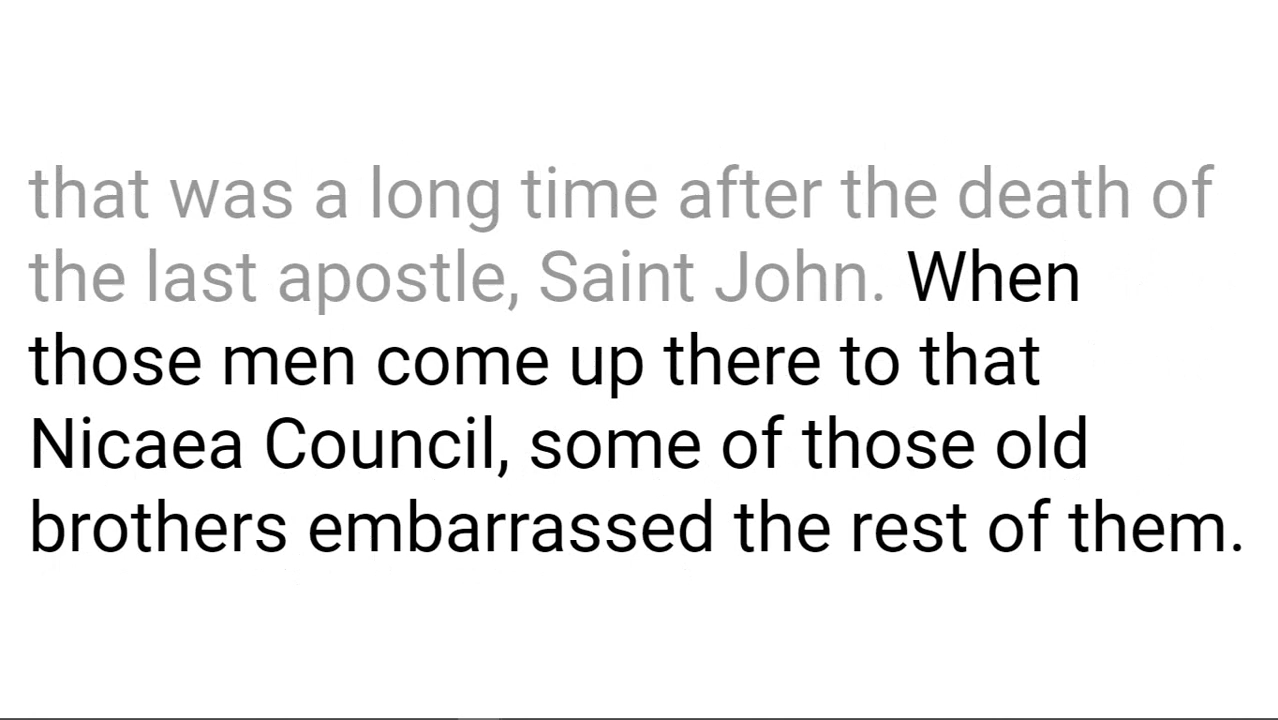 that was a long time after the death of
the last apostle, Saint John. When
those men come up there to that
Nicaea Council, some of those old
brothers embarrassed the rest of them.